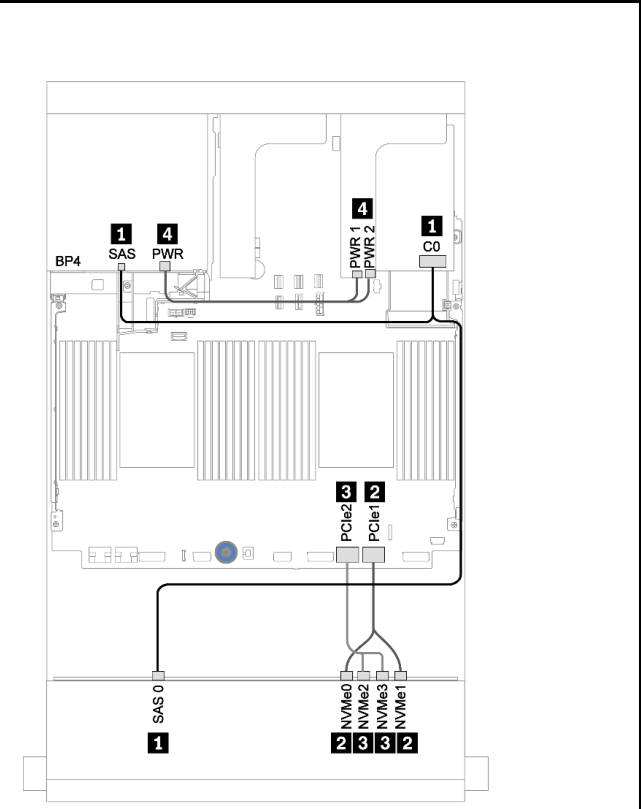 4
1
1
4
PWR 1
PWR 2
C0
SAS
PWR
BP4
3
2
PCIe2
PCIe1
SAS 0
NVMe0
NVMe2
NVMe3
NVMe1
1
2 3 3 2